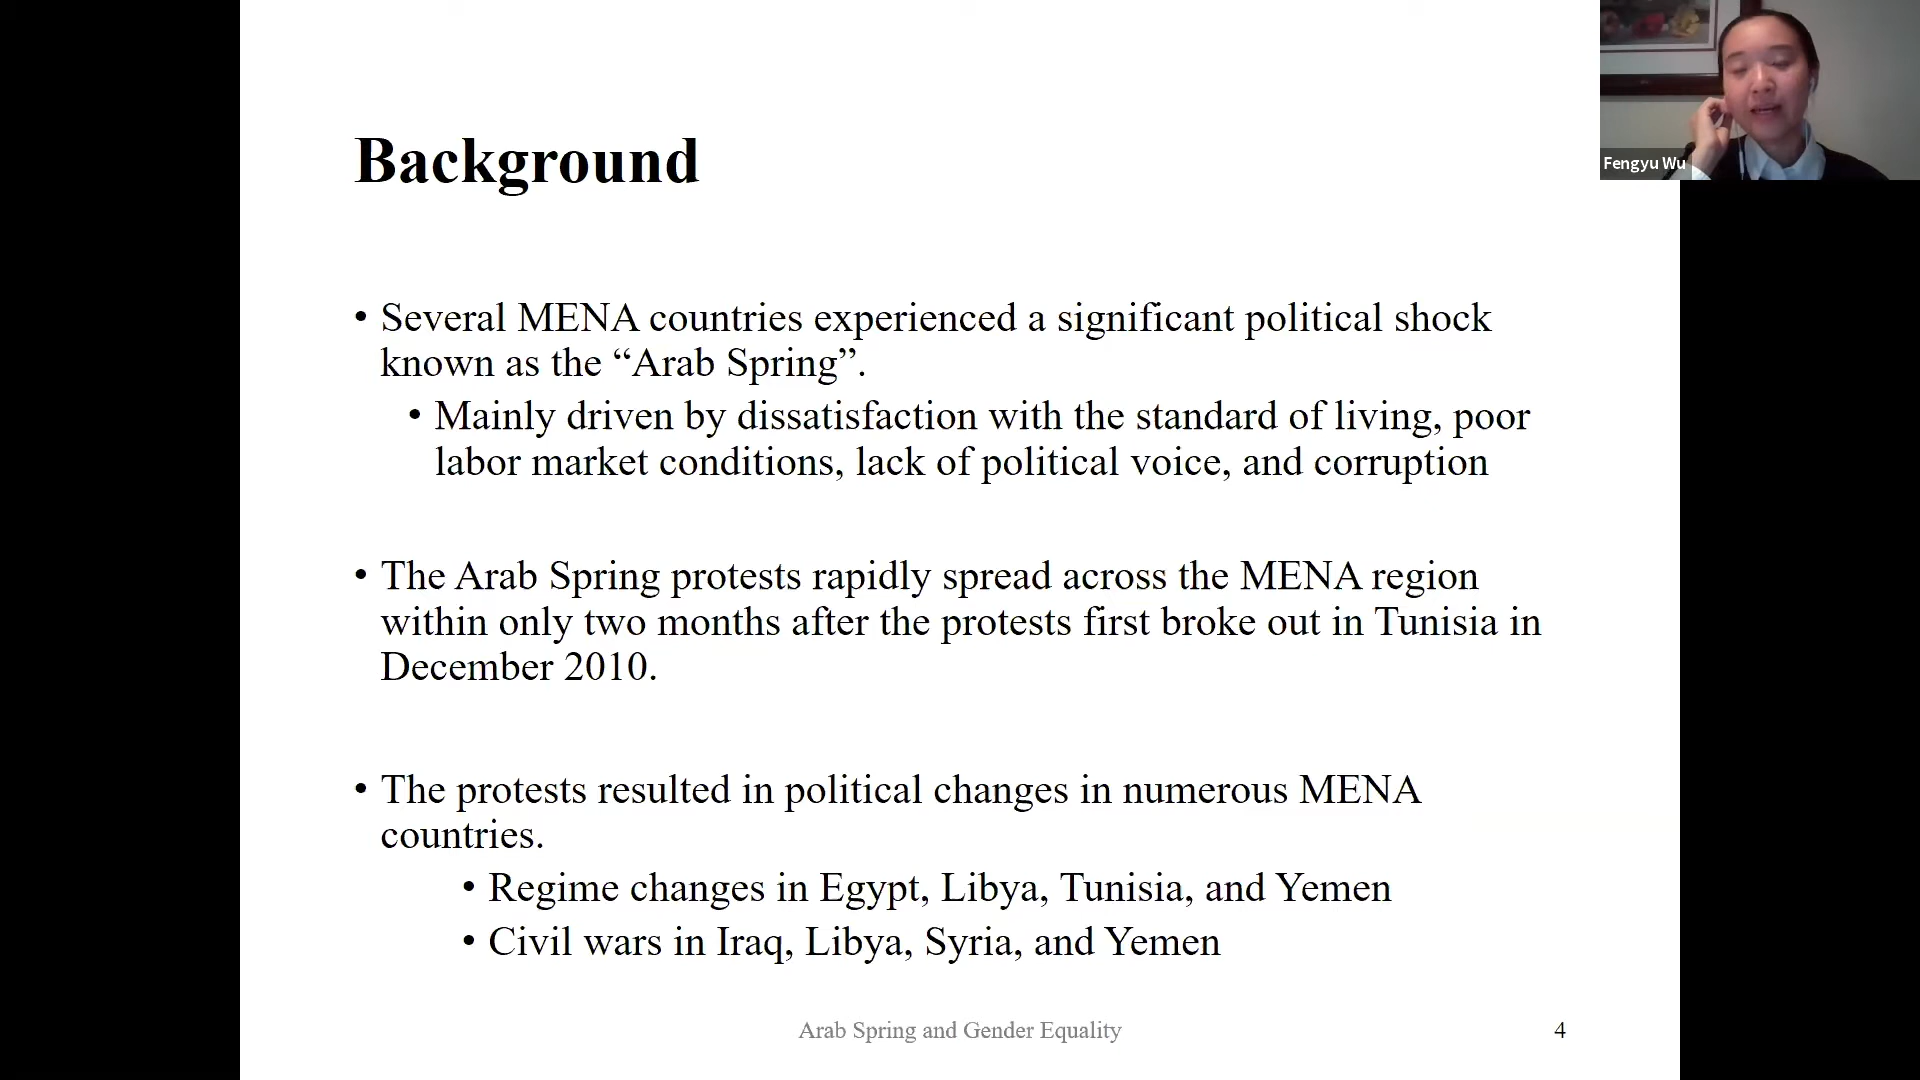 Background
Fengyu Wu
• Several MENA countries experienced a significant political shock
known as the “Arab Spring”.
• Mainly driven by dissatisfaction with the standard of living, poor
labor market conditions, lack of political voice, and corruption
• The Arab Spring protests rapidly spread across the MENA region
within only two months after the protests first broke out in Tunisia in
December 2010.
• The protests resulted in political changes in numerous MENA
countries.
• Regime changes in Egypt, Libya, Tunisia, and Yemen
• Civil wars in Iraq, Libya, Syria, and Yemen
Arab Spring and Gender Equality
4